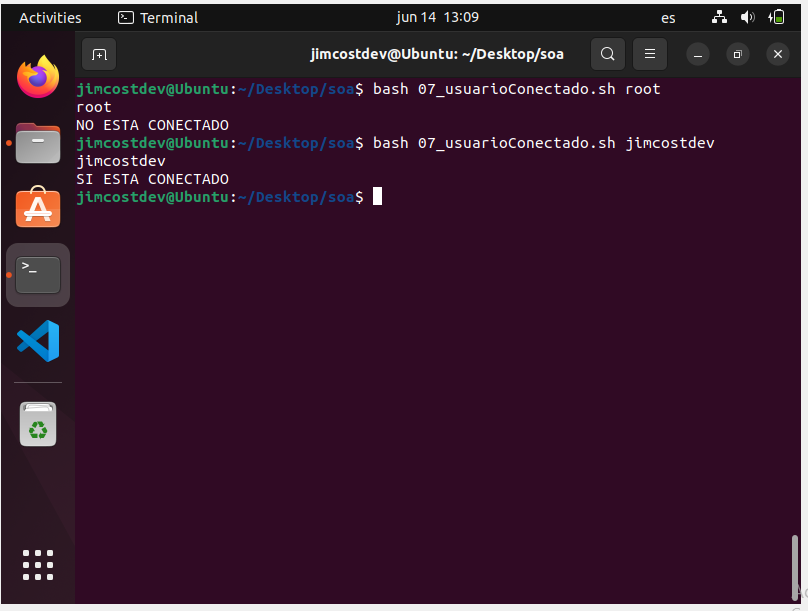 Activities Terminal jun 14 13:09 es
jimcostdev@Ubuntu: ~/Desktop/soa
jimcostdev@Ubuntu:~/Desktop/soa$ bash 07_usuarioConectado.sh root
root
NO ESTA CONECTADO
jimcostdev@Ubuntu:~/Desktop/soa$ bash 07_usuarioConectado.sh jimcostdev
jimcostdev
SI ESTA CONECTADO
jimcostdev@Ubuntu:~/Desktop/soa$